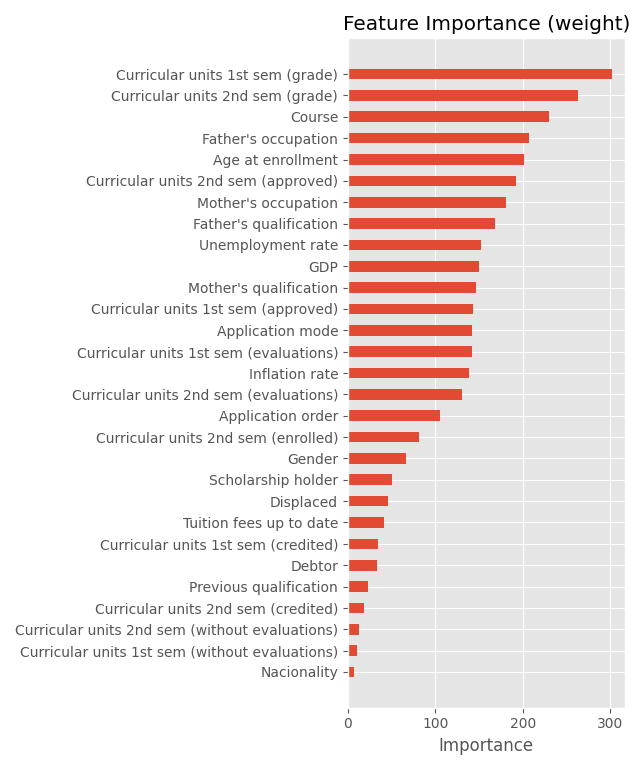 Feature Importance (weight)
Curricular units 1st sem (grade)
Curricular units 2nd sem (grade)
Course
Father's occupation
Age at enrollment
Curricular units 2nd sem (approved)
Mother's occupation
Father's qualification
Unemployment rate
GDP
Mother's qualification
Curricular units 1st sem (approved)
Application mode
Curricular units 1st sem (evaluations)
Inflation rate
Curricular units 2nd sem (evaluations)
Application order
Curricular units 2nd sem (enrolled)
Gender
Scholarship holder
Displaced
Tuition fees up to date
Curricular units 1st sem (credited)
Debtor
Previous qualification
Curricular units 2nd sem (credited)
Curricular units 2nd sem (without evaluations)
Curricular units 1st sem (without evaluations)
Nacionality
0 100 200 300
Importance